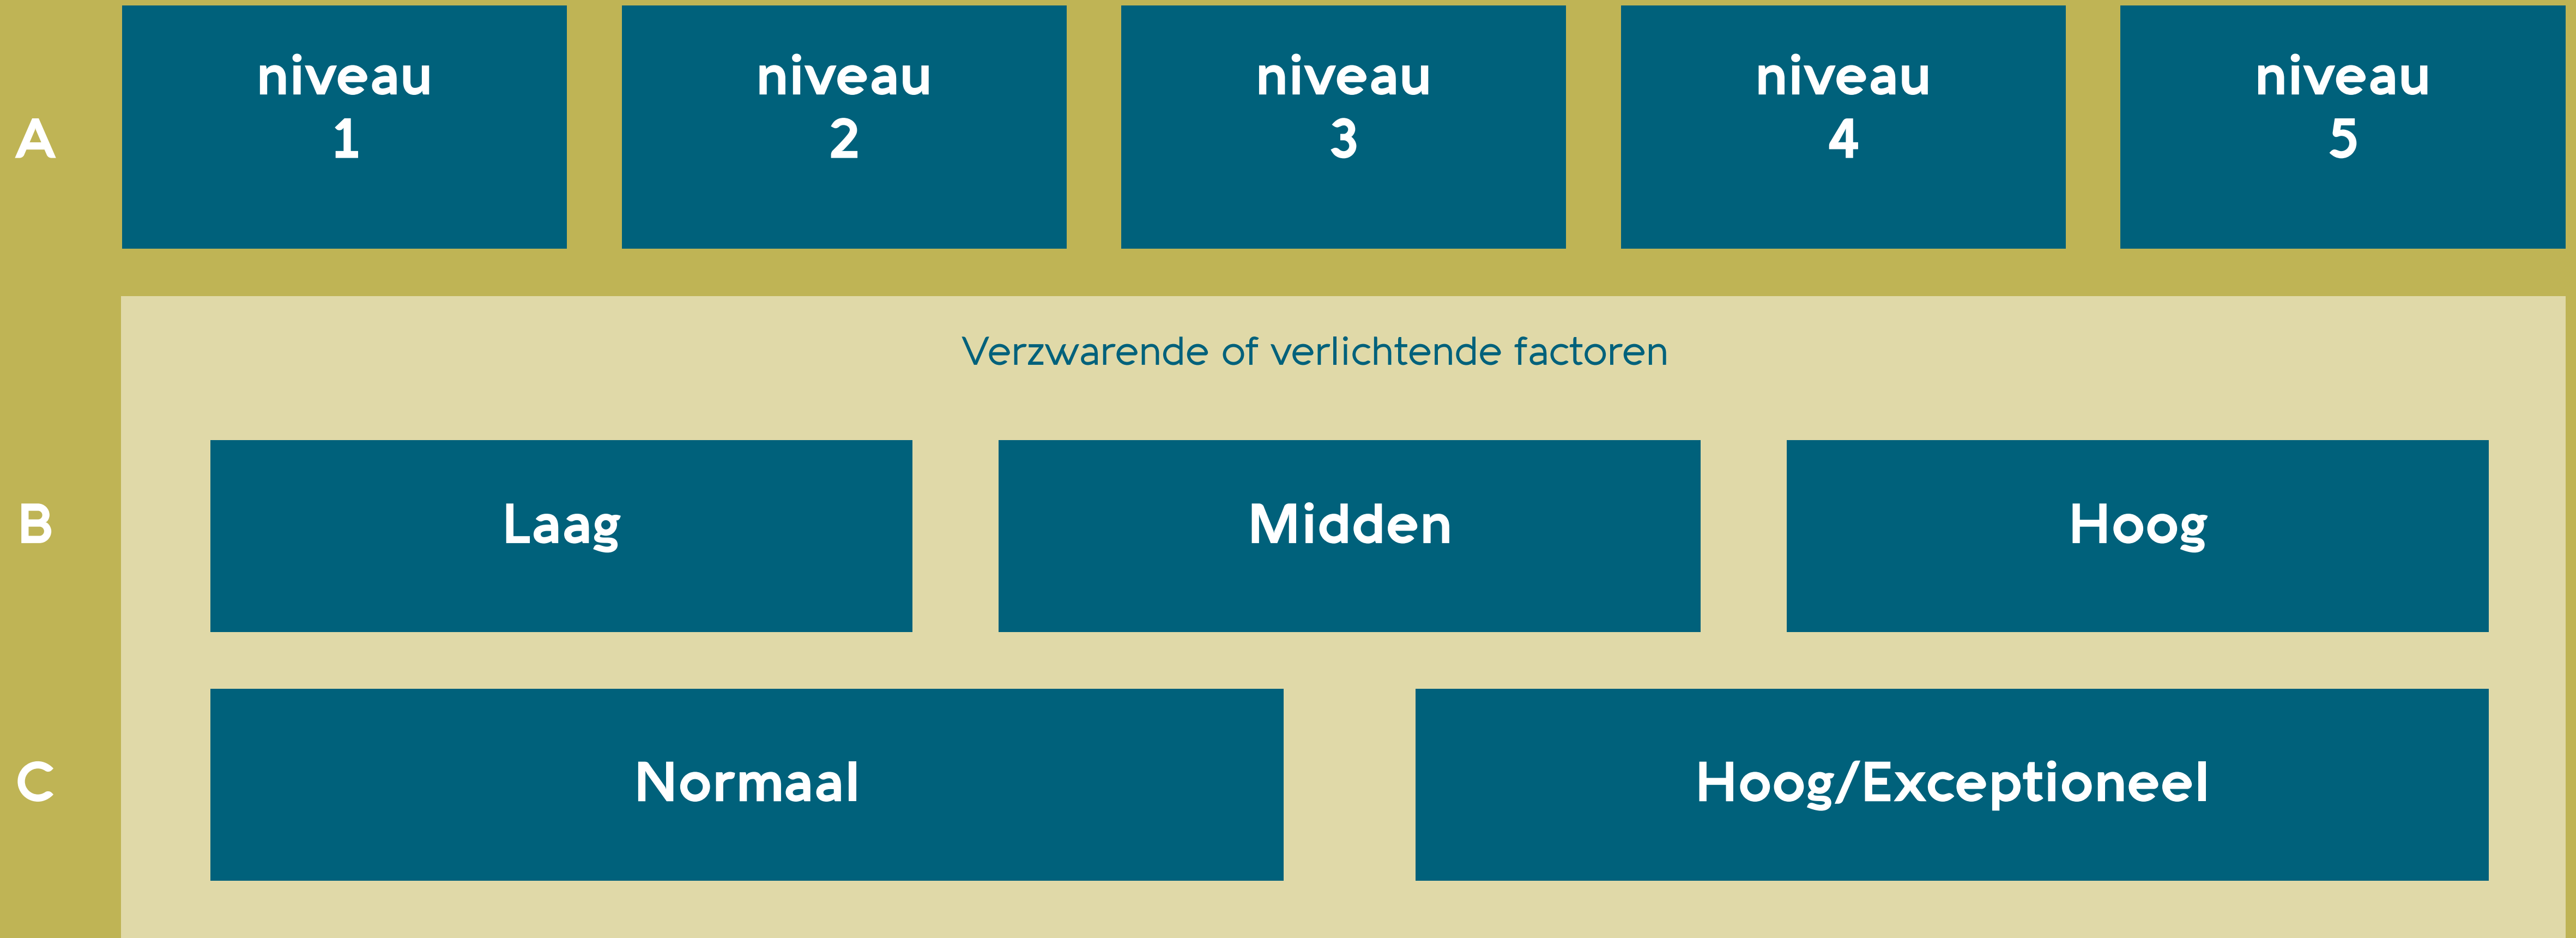 A
niveau
1
niveau
2
niveau
3
niveau
4
niveau
5
Verzwarende of verlichtende factoren
B
Laag
Midden
Hoog
C
Normaal
Hoog/Exceptioneel